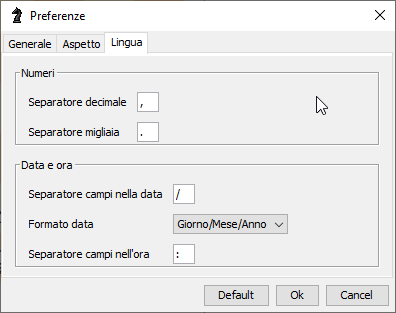 Preferenze
Generale Aspetto Lingua
Numeri
Separatore decimale ,
Separatore migliaia .
Data e ora
Separatore campi nella data /
Formato data Giorno/Mese/Anno
Separatore campi nell'ora :
Default Ok Cancel